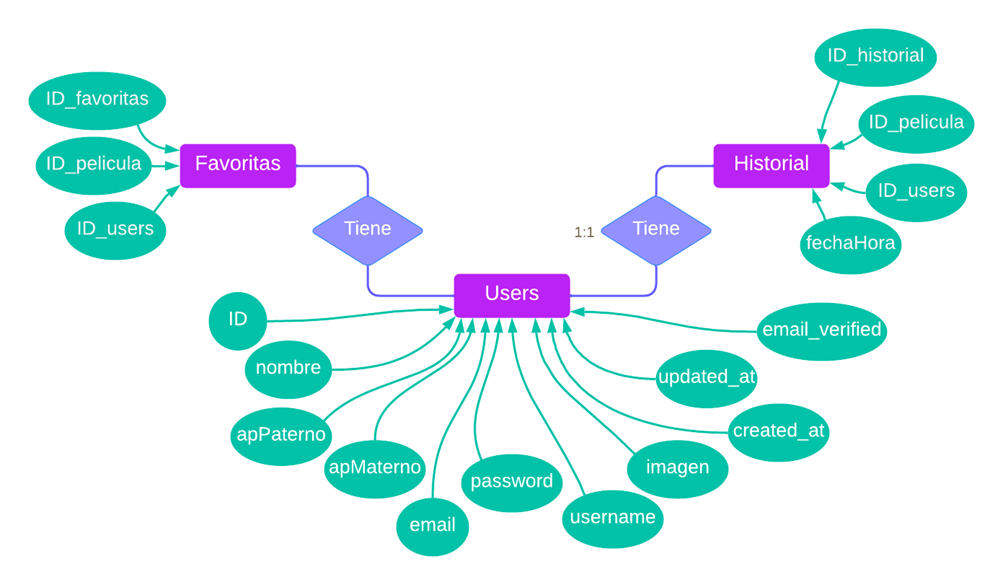 ID_historial
ID_favoritas
ID_pelicula
ID_pelicula
Favoritas
Historial
ID_users
ID_users
Tiene
1:1
Tiene
fechaHora
Users
ID
email_verified
nombre
updated_at
apPaterno
created_at
apMaterno
imagen
password
username
email